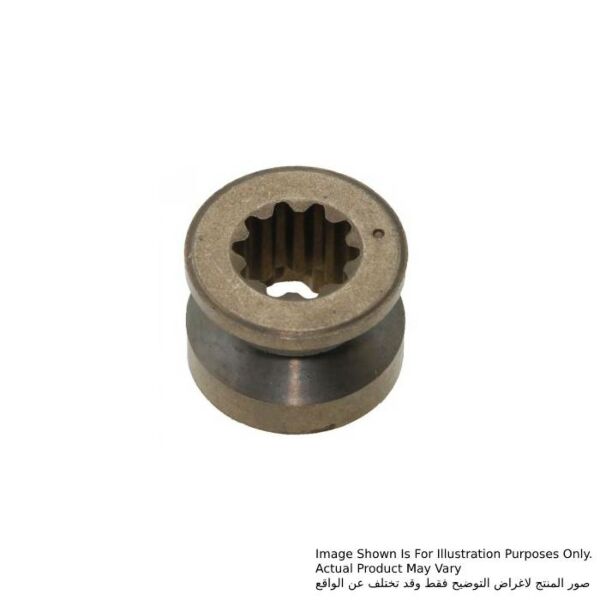 Image Shown Is For Illustration Purposes Only.
Actual Product May Vary
صور المنتج لاغراض التوضيح فقط وقد تختلف عن الواقع